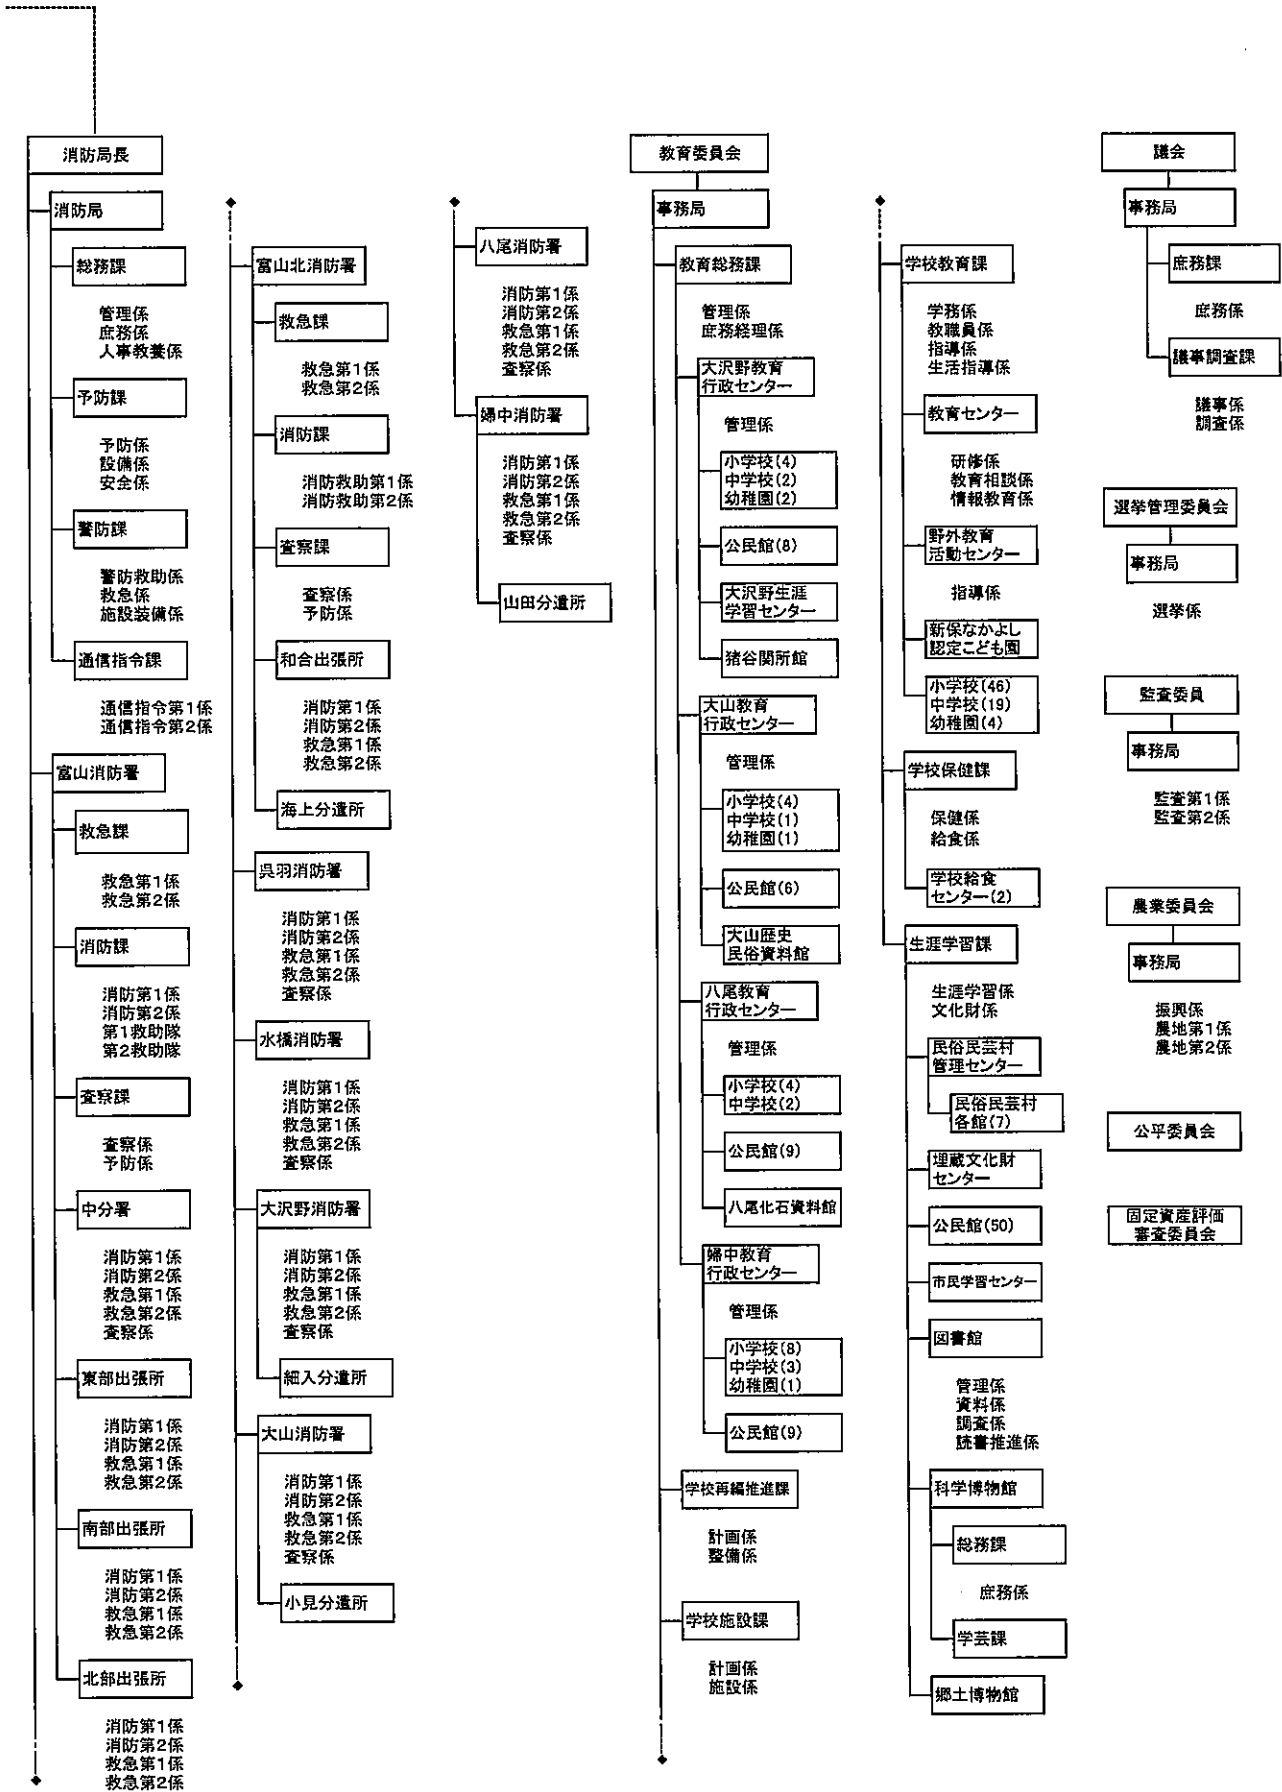 消防局長
消防局
総務課
管理係
庶務係
人事教養係
予防課
予防係
設備係
安全係
警防課
警防救助係
救急係
施設装備係
通信指令課
通信指令第1係
通信指令第2係
富山消防署
救急課
救急第1係
救急第2係
消防課
消防第1係
消防第2係
第1救助隊
第2救助隊
査察課
査察係
予防係
中分署
消防第1係
消防第2係
救急第1係
救急第2係
査察係
東部出張所
消防第1係
消防第2係
救急第1係
救急第2係
南部出張所
消防第1係
消防第2係
救急第1係
救急第2係
北部出張所
消防第1係
消防第2係
救急第1係
救急第2係
富山北消防署
救急課
救急第1係
救急第2係
消防課
消防救助第1係
消防救助第2係
査察課
査察係
予防係
和合出張所
消防第1係
消防第2係
救急第1係
救急第2係
海上分遣所
呉羽消防署
消防第1係
消防第2係
救急第1係
救急第2係
査察係
水橋消防署
消防第1係
消防第2係
救急第1係
救急第2係
査察係
大沢野消防署
消防第1係
消防第2係
救急第1係
救急第2係
査察係
細入分遣所
大山消防署
消防第1係
消防第2係
救急第1係
救急第2係
査察係
小見分遣所
八尾消防署
消防第1係
消防第2係
救急第1係
救急第2係
査察係
婦中消防署
消防第1係
消防第2係
救急第1係
救急第2係
査察係
山田分遣所
教育委員会
事務局
教育総務課
管理係
庶務経理係
大沢野教育
行政センター
管理係
小学校(4)
中学校(2)
幼稚園(2)
公民館(8)
大沢野生涯
学習センター
猪谷関所館
大山教育
行政センター
管理係
小学校(4)
中学校(1)
幼稚園(1)
公民館(6)
大山歴史
民俗資料館
八尾教育
行政センター
管理係
小学校(4)
中学校(2)
公民館(9)
八尾化石資料館
婦中教育
行政センター
管理係
小学校(8)
中学校(3)
幼稚園(1)
公民館(9)
学校再編推進課
計画係
整備係
学校施設課
計画係
施設係
学校教育課
学務係
教職員係
指導係
生活指導係
教育センター
研修係
教育相談係
情報教育係
野外教育
活動センター
指導係
新保なかよし
認定こども園
小学校(46)
中学校(19)
幼稚園(4)
学校保健課
保健係
給食係
学校給食
センター(2)
生涯学習課
生涯学習係
文化財係
民俗民芸村
管理センター
民俗民芸村
各館(7)
埋蔵文化財
センター
公民館(50)
市民学習センター
図書館
管理係
資料係
調査係
読書推進係
科学博物館
総務課
庶務係
学芸課
郷土博物館
議会
事務局
庶務課
庶務係
議事調査課
議事係
調査係
選挙管理委員会
事務局
選挙係
監査委員
事務局
監査第1係
監査第2係
農業委員会
事務局
振興係
農地第1係
農地第2係
公平委員会
固定資産評価
審査委員会